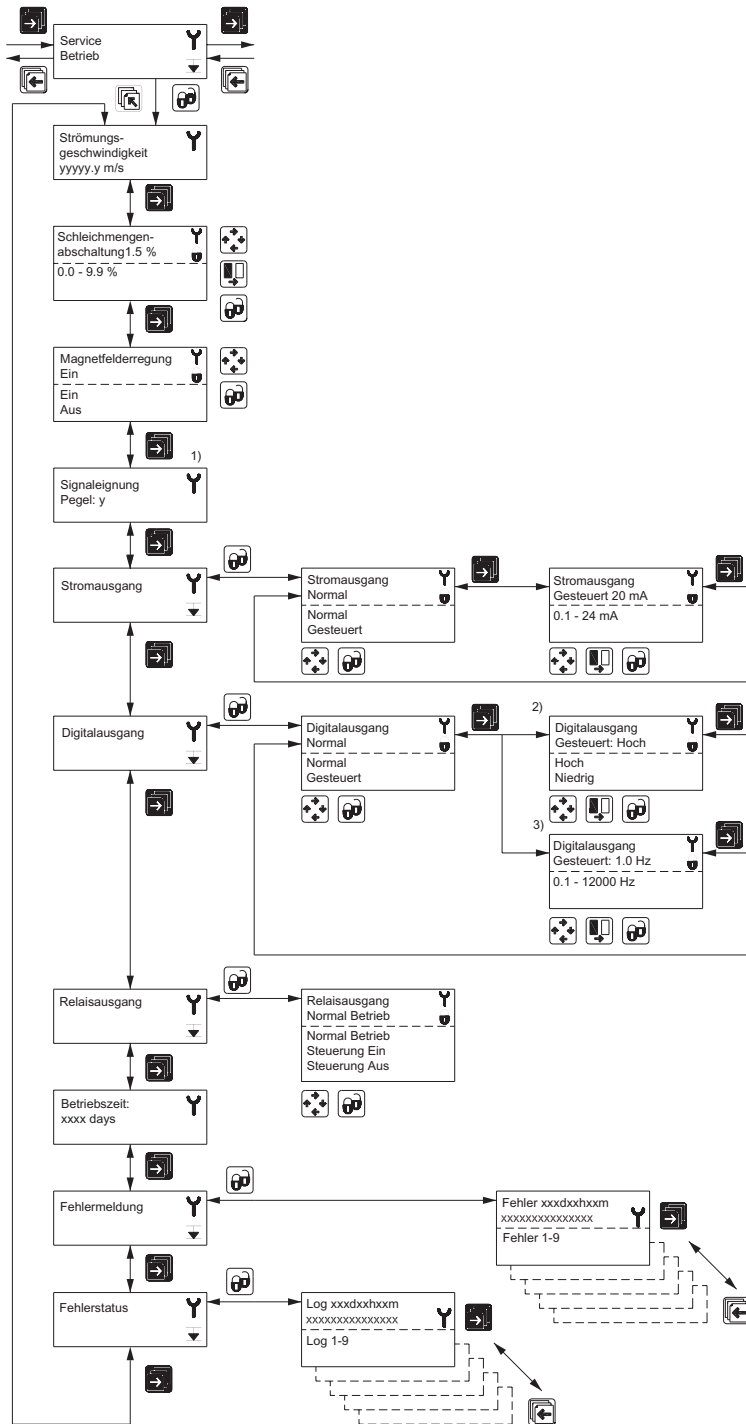 Service
Betrieb
Strömungs-
geschwindigkeit
yyyyy.y m/s
Schleichmengen-
abschaltung1.5 %
0.0 - 9.9 %
Magnetfelderregung
Ein
Ein
Aus
1)
Signaleignung
Pegel: y
Stromausgang
Stromausgang
Normal
Normal
Gesteuert
Stromausgang
Gesteuert 20 mA
0.1 - 24 mA
Digitalausgang
Digitalausgang
Normal
Normal
Gesteuert
2)
Digitalausgang
Gesteuert: Hoch
Hoch
Niedrig
3)
Digitalausgang
Gesteuert: 1.0 Hz
0.1 - 12000 Hz
Relaisausgang
Relaisausgang
Normal Betrieb
Normal Betrieb
Steuerung Ein
Steuerung Aus
Betriebszeit:
xxxx days
Fehlermeldung
Fehler xxxdxxhxxm
xxxxxxxxxxxxxxx
Fehler 1-9
Fehlerstatus
Log xxxdxxhxxm
xxxxxxxxxxxxxxx
Log 1-9